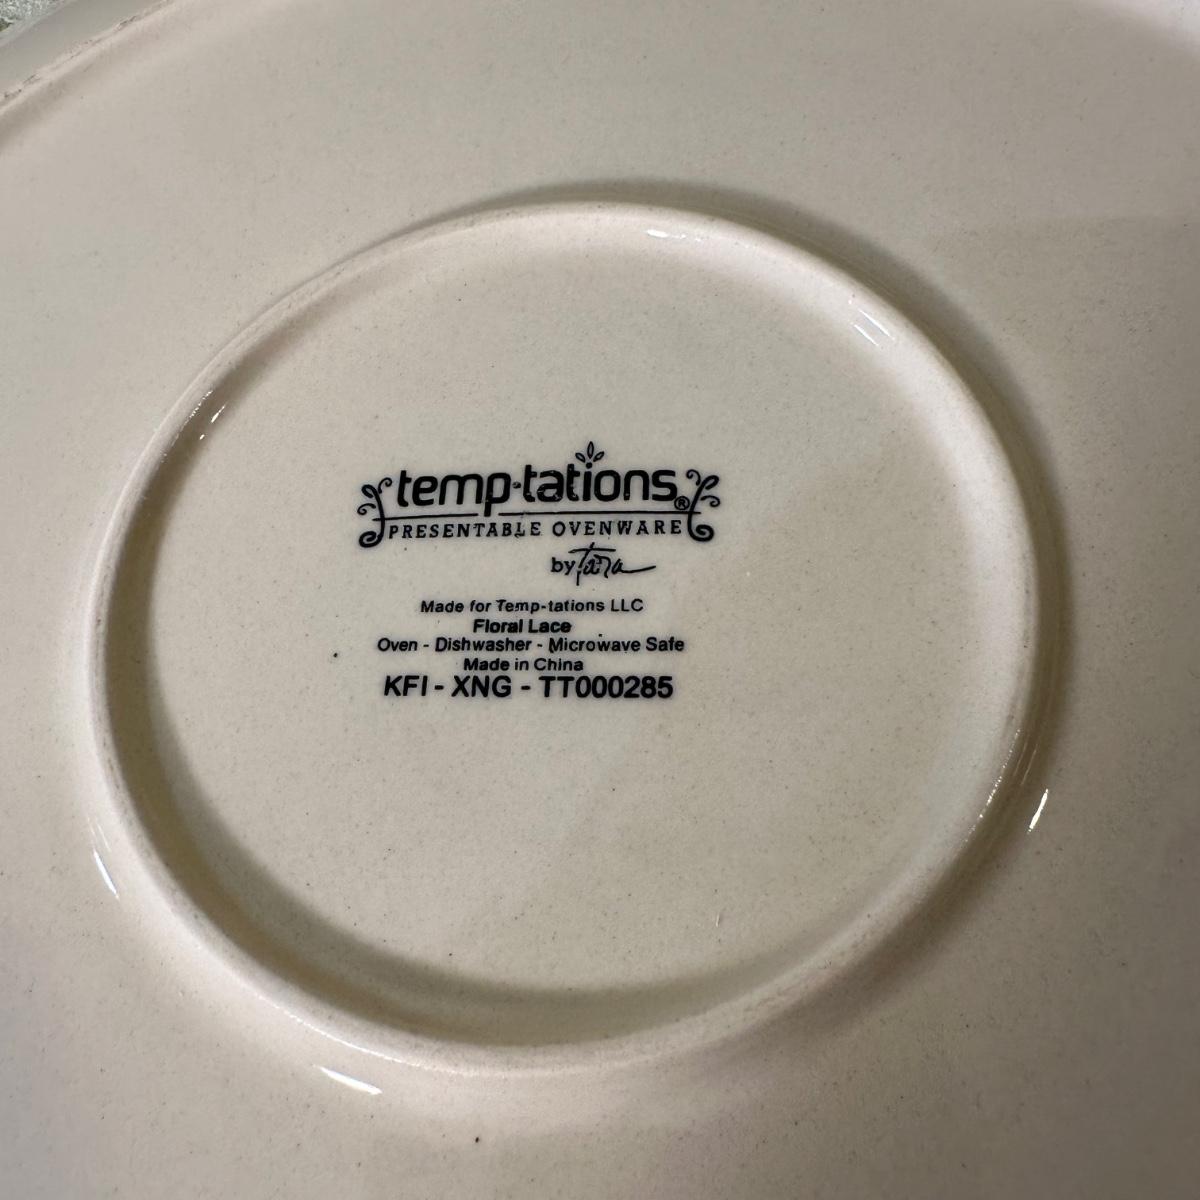 temp-tations®
PRESENTABLE OVENWARE
by Tara
Made for Temp-tations LLC
Floral Lace
Oven - Dishwasher - Microwave Safe
Made in China
KFI - XNG - TT000285